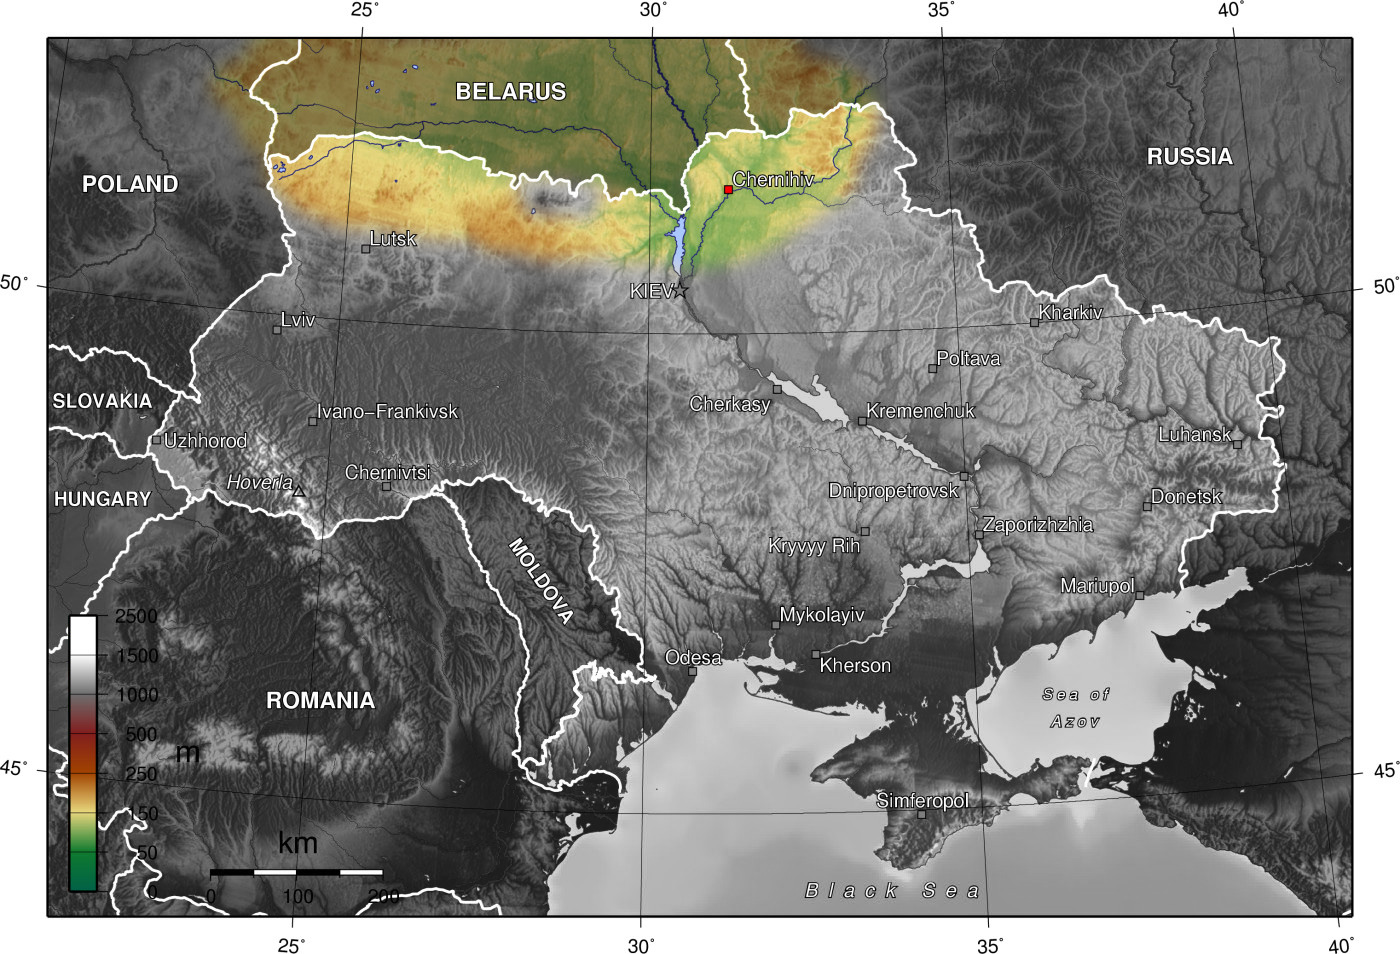 25°
30°
35°
40°
BELARUS
RUSSIA
POLAND
Chernihiv
Lutsk
50°
50°
KIEV
Lviv
Kharkiv
Poltava
SLOVAKIA
Cherkasy
Ivano–Frankivsk
Kremenchuk
Uzhhorod
Luhansk
Chernivtsi
Hoverla
HUNGARY
Dnipropetrovsk
Donetsk
Zaporizhzhia
Kryvyy Rih
MOLDOVA
Mariupol
2500
Mykolayiv
1500
Odesa
Kherson
1000
ROMANIA
Sea of
Azov
500
m
250
45°
45°
150
Simferopol
km
50
0
0
100
200
Black Sea
25°
30°
35°
40°